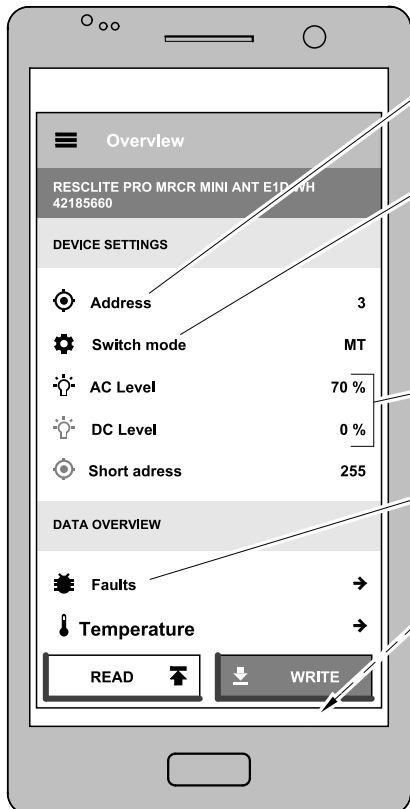 Overview
RESCLITE PRO MRCR MINI ANT E1D WH
42185660
DEVICE SETTINGS
Address 3
Switch mode MT
AC Level 70 %
DC Level 0 %
Short adress 255
DATA OVERVIEW
Faults
Temperature
READ WRITE